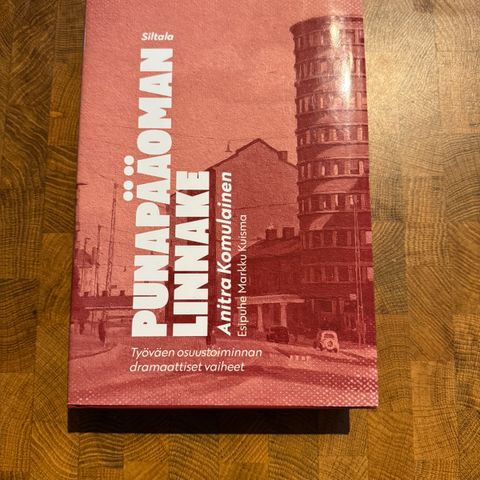 Siltala
PUNAPÄÄOMAN
LINNAKE
Anitra Komulainen
Esipuhe Markku Kuisma
Työväen osuustoiminnan
dramaattiset vaiheet